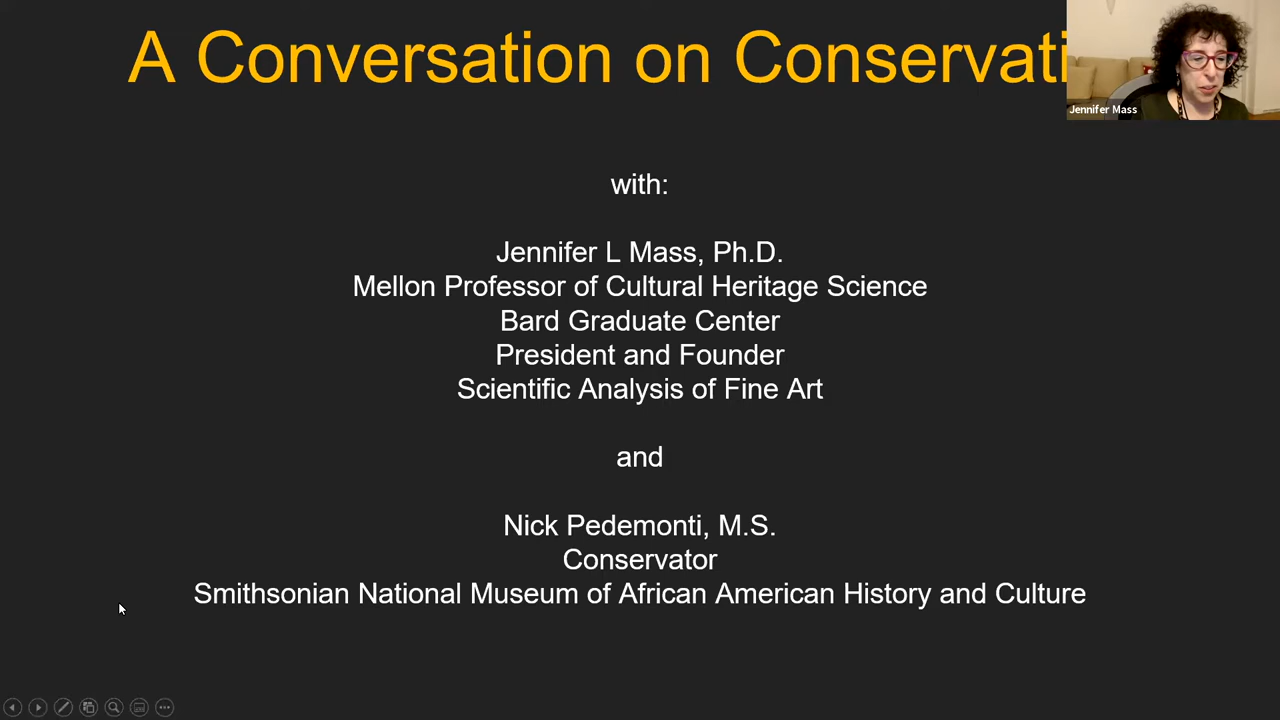 A Conversation on Conservati
Jennifer Mass
with:
Jennifer L Mass, Ph.D.
Mellon Professor of Cultural Heritage Science
Bard Graduate Center
President and Founder
Scientific Analysis of Fine Art
and
Nick Pedemonti, M.S.
Conservator
Smithsonian National Museum of African American History and Culture